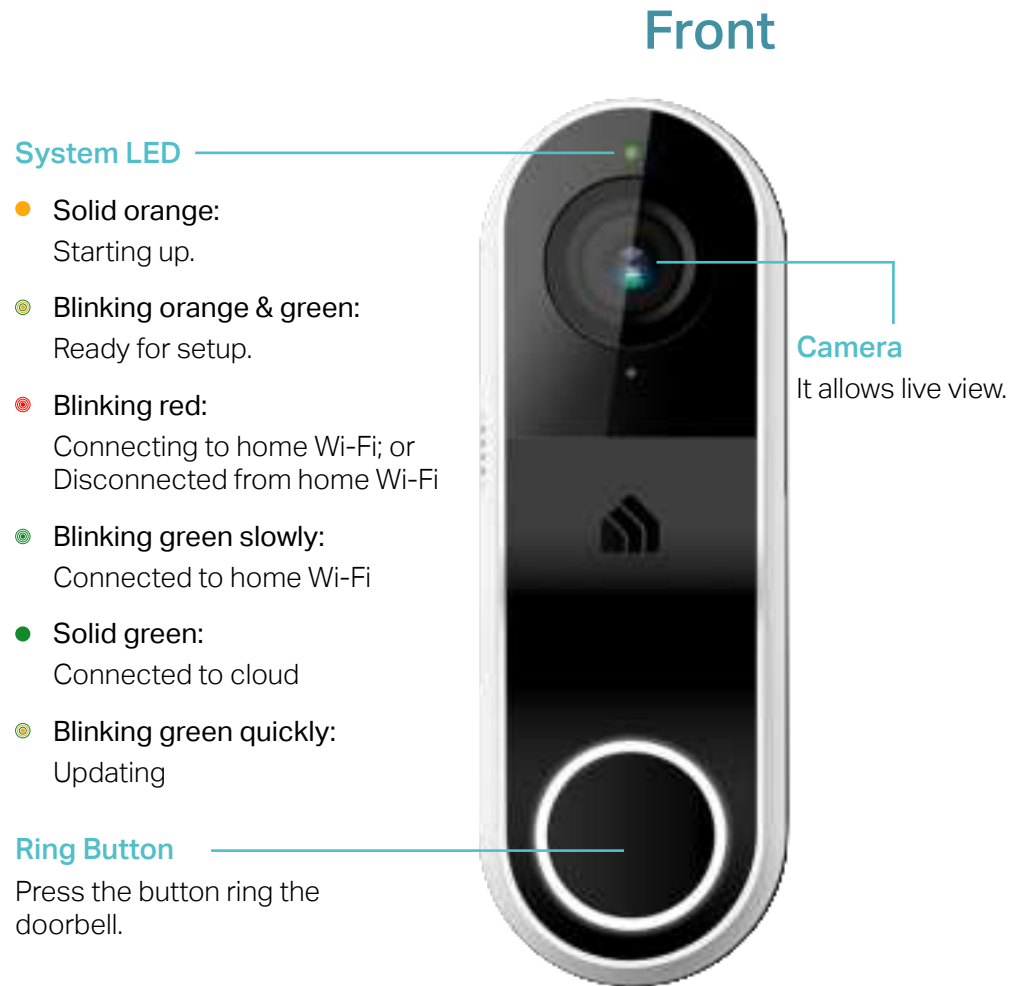 Front
System LED
Solid orange:
Starting up.
Blinking orange & green:
Ready for setup.
Blinking red:
Connecting to home Wi-Fi; or
Disconnected from home Wi-Fi
Blinking green slowly:
Connected to home Wi-Fi
Solid green:
Connected to cloud
Blinking green quickly:
Updating
Ring Button
Press the button ring the
doorbell.
Camera
It allows live view.